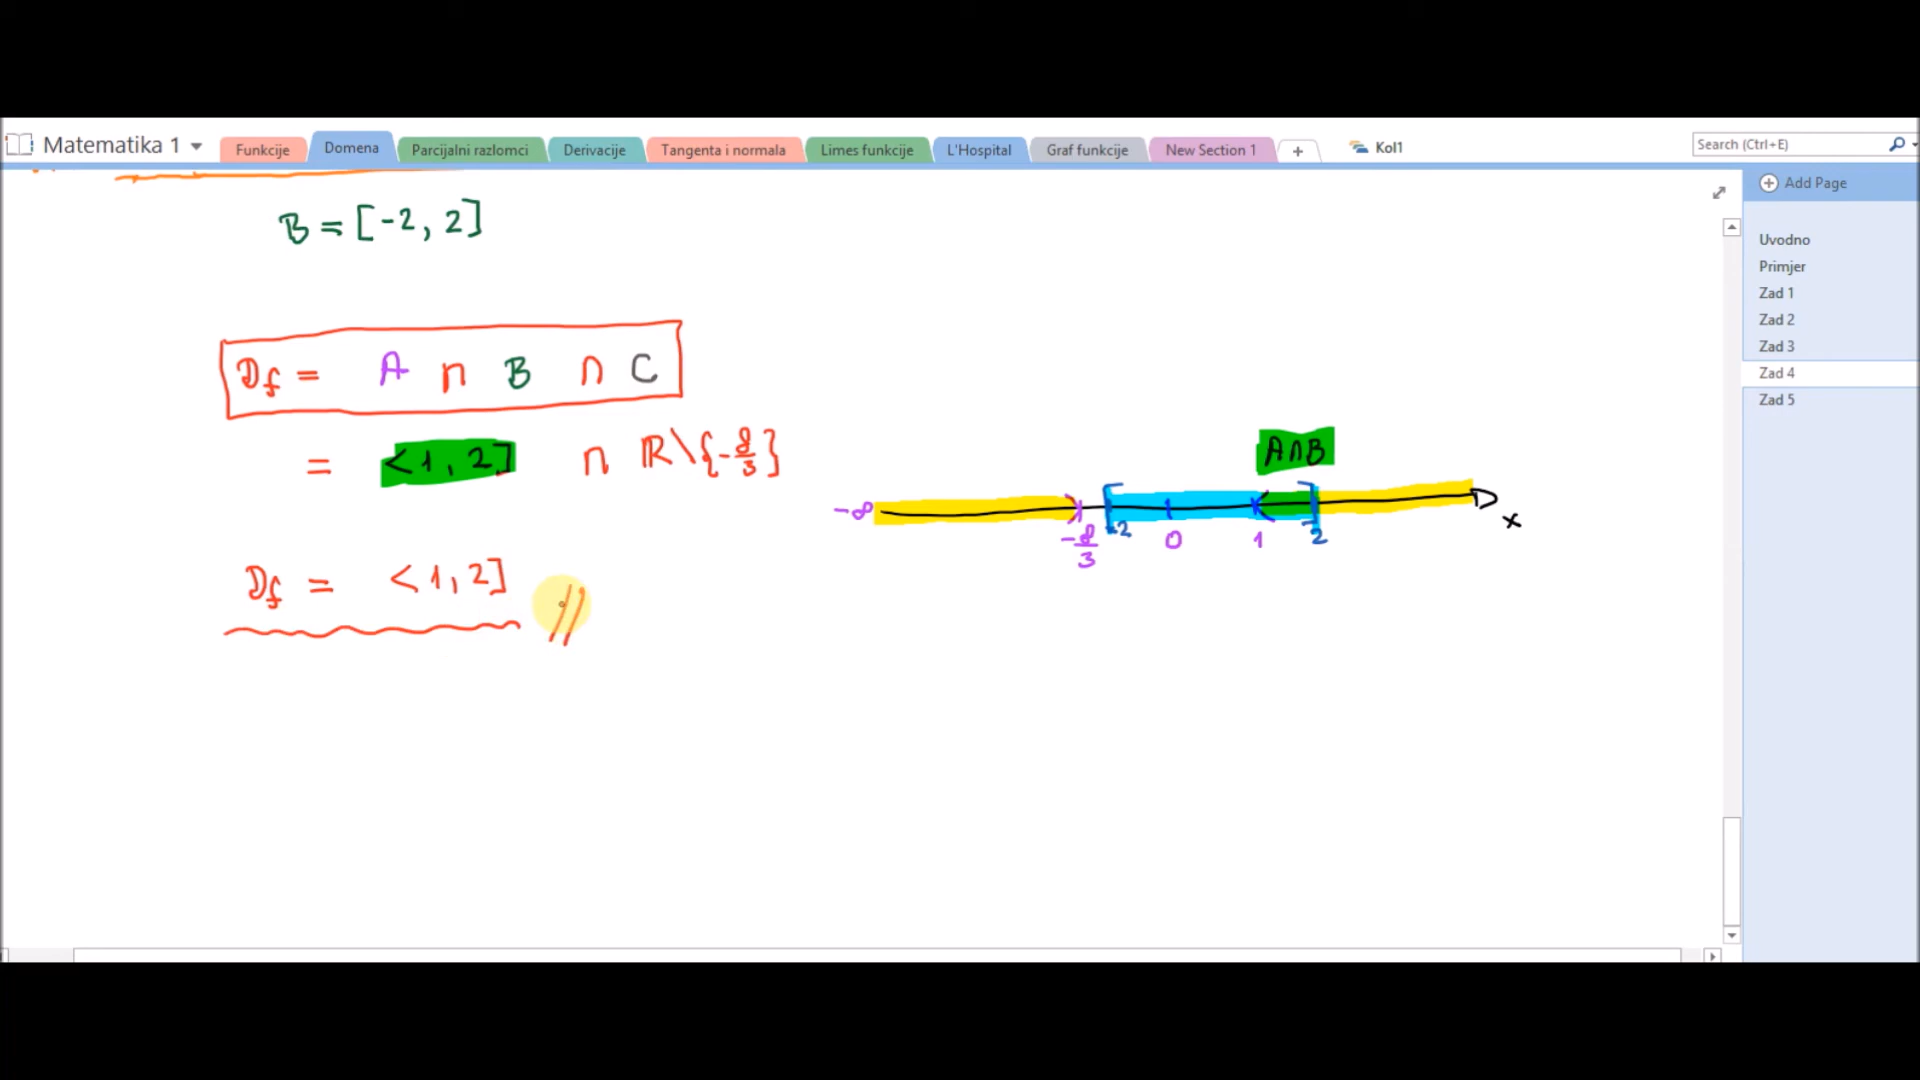 Matematika 1
Funkcije
Domena
Parcijalni razlomci
Derivacije
Tangenta i normala
Limes funkcije
L'Hospital
Graf funkcije
New Section 1
+
Kol1
Search (Ctrl+E)
Add Page
Uvodno
Primjer
Zad 1
Zad 2
Zad 3
Zad 4
Zad 5
B = [-2, 2]
Df = A ∩ B ∩ C
= <1, 2] ∩ ℝ\{-8/3}
A∩B
-∞ -8/3 -2 0 1 2 x
Df = <1, 2] //